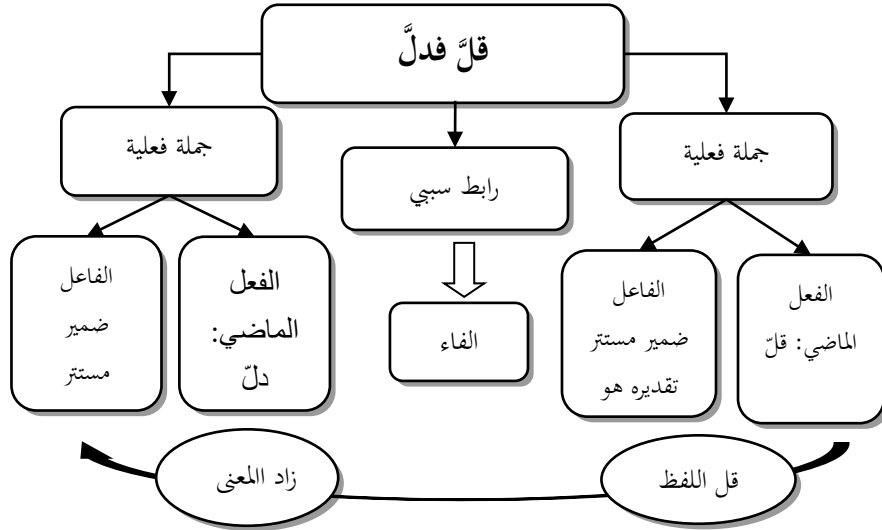 قلَّ فدلَّ
جملة فعلية
رابط سببي
جملة فعلية
الفعل
الماضي: قلّ
الفاعل
ضمير مستتر
تقديره هو
الفاء
الفعل
الماضي:
دلّ
الفاعل
ضمير
مستتر
قل اللفظ
زاد االمعنى